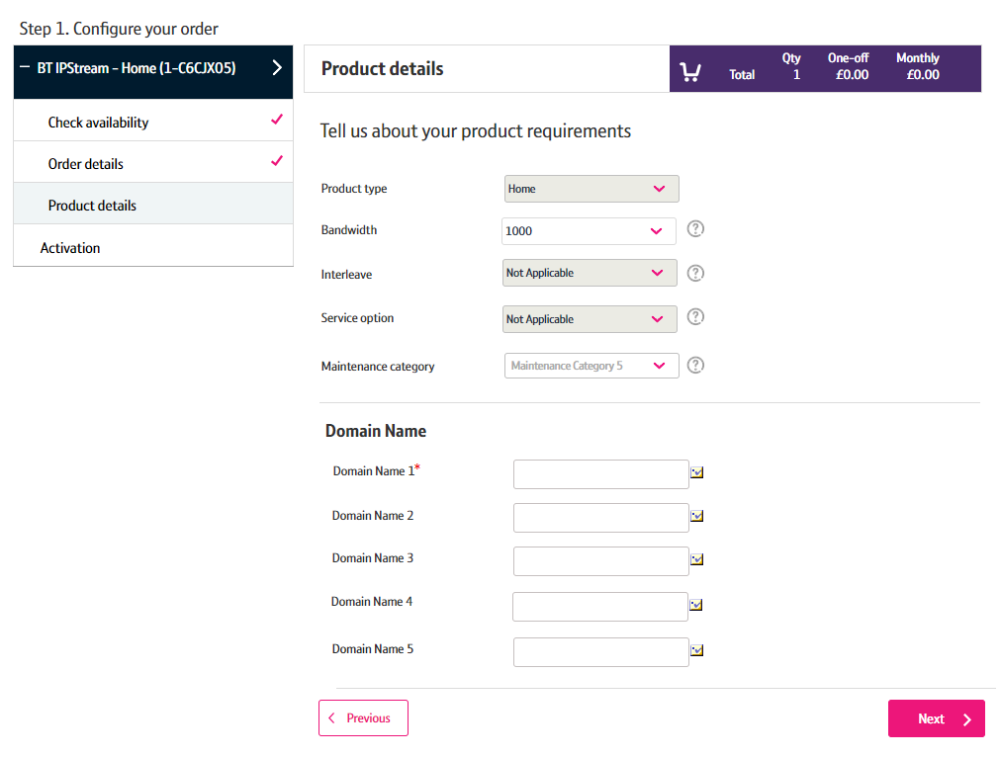 Step 1. Configure your order
BT IPStream – Home (1-C6CJX05)
Check availability
Order details
Product details
Activation
Product details
Qty One-off Monthly
Total 1 £0.00 £0.00
Tell us about your product requirements
Product type Home
Bandwidth 1000
Interleave Not Applicable
Service option Not Applicable
Maintenance category Maintenance Category 5
Domain Name
Domain Name 1*
Domain Name 2
Domain Name 3
Domain Name 4
Domain Name 5
Previous Next